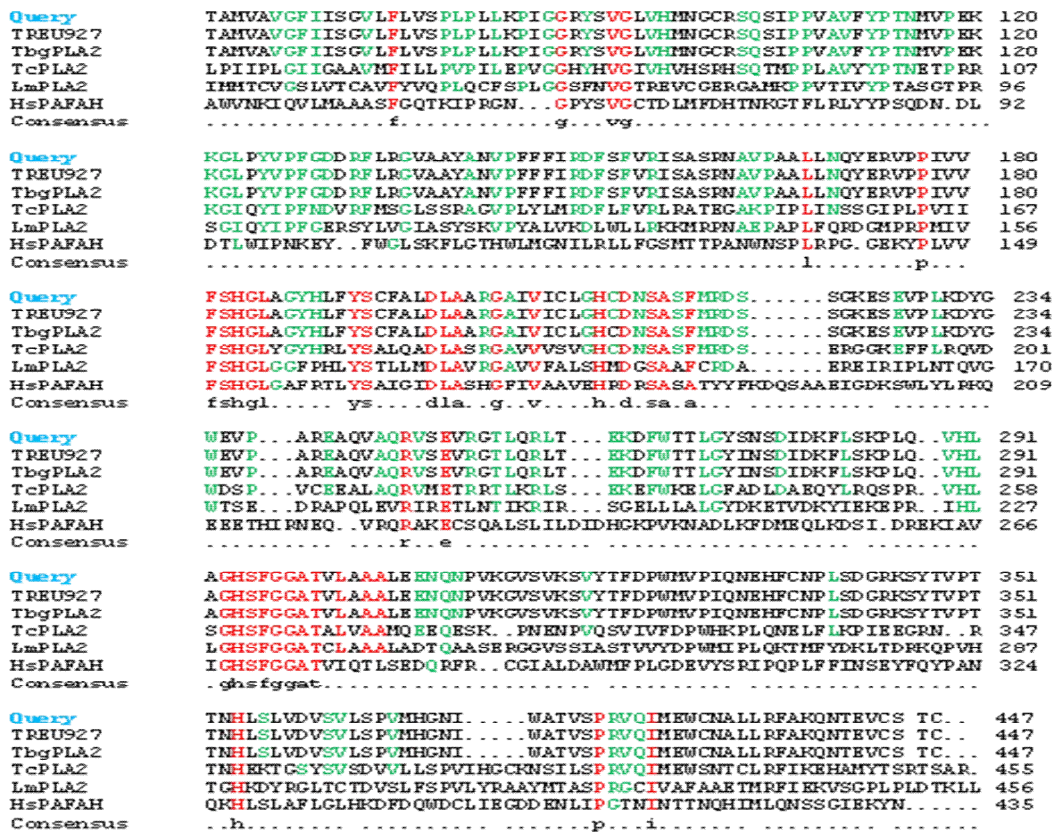 Query TAMVAVGFIISGVLFLVSPLPLLKPIGGRYSVGLVHMNGCRSQSIPPVAVFYPTNMVPEK 120
TREU927 TAMVAVGFIISGVLFLVSPLPLLKPIGGRYSVGLVHMNGCRSQSIPPVAVFYPTNMVPEK 120
TbgPLA2 TAMVAVGFIISGVLFLVSPLPLLKPIGGRYSVGLVHMNGCRSQSIPPVAVFYPTNMVPEK 120
TcPLA2 LPIIPLGIIGAAVMFILLPVPILEPVGGHYHVGIVHVHSRHSQTMPPLAVYYPTNETPRR 107
LmPLA2 IMMTCVGSLVTCAVFYVQPLQCFSPLGGSFNVGTREVCGERGAMKPPVTIVYPTASGTPR 96
HsPAFAH AWVNKIQVLMAAASFGQTKIPRGN...GPYSVGCTDLMFDHTNKGTFLRLYYPSQDN.DL 92
Consensus ..............f............g...vg...........................
Query KGLPYVPFGDDRFLRGVAAYANVPFFFIRDFSFVRISASRNAVPAALLNQYERVPPIVV 180
TREU927 KGLPYVPFGDDRFLRGVAAYANVPFFFIRDFSFVRISASRNAVPAALLNQYERVPPIVV 180
TbgPLA2 KGLPYVPFGDDRFLRGVAAYANVPFFFIRDFSFVRISASRNAVPAALLNQYERVPPIVV 180
TcPLA2 KGIQYIPFNDVRFMSGLSSRAGVPLYLMRDFLFVRLRATEGAKPIPLINSSGIPLPVII 167
LmPLA2 SGIQYIPFGERSYLVGIASYSKVPYALVKDLWLLRKKMRPNAEPAPLFQRDGMPRPMIV 156
HsPAFAH DTLWIPNKEY..FWGLSKFLGTHWLMGNILRLLFGSMTTPANWNSPLRPG.GEKYPLVV 149
Consensus ..............................................l........p...
Query FSHGLAGYHLFYSCFALDLAARGAIVICLGHCDNSASFMRDS......SGKESEVPLKDYG 234
TREU927 FSHGLAGYHLFYSCFALDLAARGAIVICLGHCDNSASFMRDS......SGKESEVPLKDYG 234
TbgPLA2 FSHGLAGYHLFYSCFALDLAARGAIVICLGHCDNSASFMRDS......SGKESEVPLKDYG 234
TcPLA2 FSHGLYGYHRLYSALQADLASRGAVVVSVGHCDNSASFMRDS......ERGGKEFFLRQVD 201
LmPLA2 FSHGLGGFPHLYSTLLMDLAVRGAVVFALSHMDGSAAFCRDA......EREIRIPLNTQVG 170
HsPAFAH FSHGLGAFRTLYSAIGIDLASHGFIVAAVEHRDRSASATYYFKDQSAAEIGDKSWLYLRKQ 209
Consensus fshgl......ys....dla..g..v....h.d.sa.a.......................
Query WEVP...AREAQVAQRVSEVRGTLQRLT...EKDFWTTLGYSNSDIDKFLSKPLQ..VHL 291
TREU927 WEVP...AREAQVAQRVSEVRGTLQRLT...EKDFWTTLGYINSDIDKFLSKPLQ..VHL 291
TbgPLA2 WEVP...AREAQVAQRVSEVRGTLQRLT...EKDFWTTLGYINSDIDKFLSKPLQ..VHL 291
TcPLA2 WDSP...VCEEALAQRVMETRRTLKRLS...EKEFWKELGFADLDAEQYLRQSPR..VHL 258
LmPLA2 WTSE...DRAPQLEVRIRETLNTIKRIR...SGELLLALGYDKETVDKYIEKEPR..IHL 227
HsPAFAH EEETHIRNEQ..VRQRAKECSQALSLILDIDHGKPVKNADLKFDMEQLKDSI.DREKIAV 266
Consensus ...............r..e.........................................
Query AGHSFGGATVLAAALEENQNPVKGVSVKSVYTFDPWMVPIQNEHFCNPLSDGRKSYTVPT 351
TREU927 AGHSFGGATVLAAALEENQNPVKGVSVKSVYTFDPWMVPIQNEHFCNPLSDGRKSYTVPT 351
TbgPLA2 AGHSFGGATVLAAALEENQNPVKGVSVKSVYTFDPWMVPIQNEHFCNPLSDGRKSYTVPT 351
TcPLA2 SGHSFGGATALVAAMQEEQESK..PNENPVQSVIVFDPWHKPLQNELFLKPIEEGRN..R 347
LmPLA2 LGHSFGGATCLAAALADTQAASERGGVSSIASTVVYDPWMIPLQKTMFYDKLTDRKQPVH 287
HsPAFAH IGHSFGGATVIQTLSEDQRFR..CGIALDAWMFPLGDEVYSRIPQPLFFINSEYFQYPAN 324
Consensus .ghsfggat...................................................
Query TNHLSLVDVSVLSPVMHGNI.....WATVSPRVQIMEWCNALLRFAKQNTEVCS TC.. 447
TREU927 TNHLSLVDVSVLSPVMHGNI.....WATVSPRVQIMEWCNALLRFAKQNTEVCS TC.. 447
TbgPLA2 TNHLSLVDVSVLSPVMHGNI.....WATVSPRVQIMEWCNALLRFAKQNTEVCS TC.. 447
TcPLA2 TNHEKTGSYSVSDVVLLSPVIHGCKNSILSPRVQIMEWSNTCLRFIKEHAMYTSRTSAR. 455
LmPLA2 TGHKDYRGLTCTDVSLFSPVLYRAAYMTASPRGCIVAFAAETMRFIEKVSGPLPLDTKLL 456
HsPAFAH QKHLSLAFLGLHKDFDQWDCLIEGDDENLIPGTNINTTNQHIMLQNSSGIEKYN..... 435
Consensus ..h...........................p...i.........................